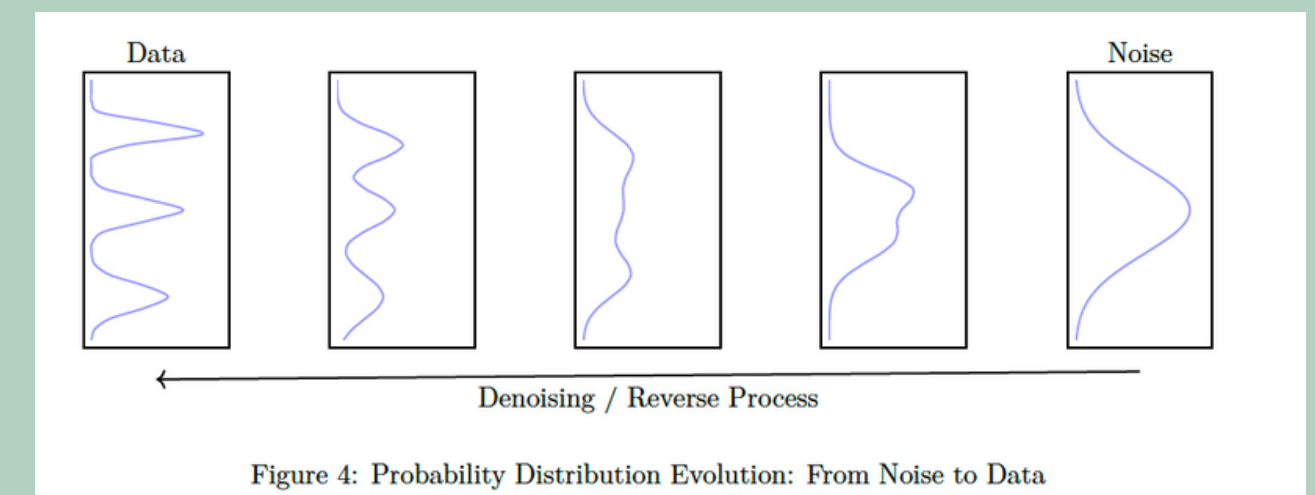 Data
Noise
Denoising / Reverse Process
Figure 4: Probability Distribution Evolution: From Noise to Data